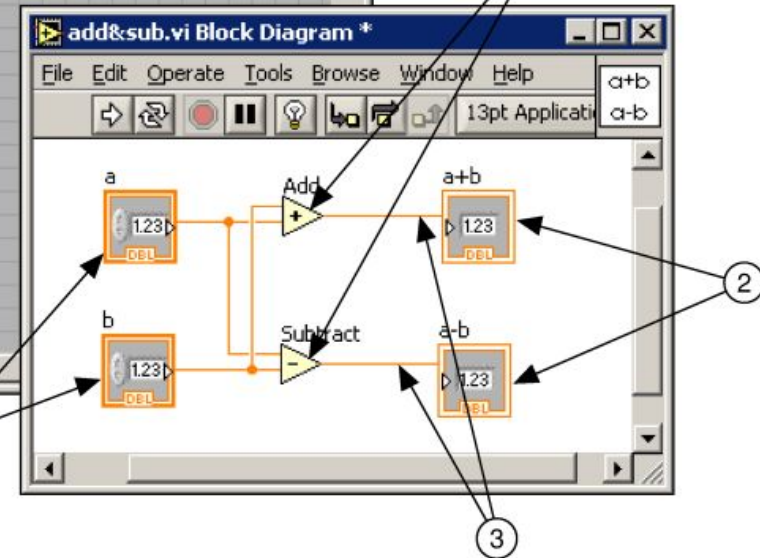 add&sub.vi Block Diagram *
File Edit Operate Tools Browse Window Help
a+b
a-b
13pt Applicati
a
Add
a+b
+
1.23
1.23
DBL
DBL
2
b
Subtract
a-b
-
1.23
1.23
DBL
DBL
3